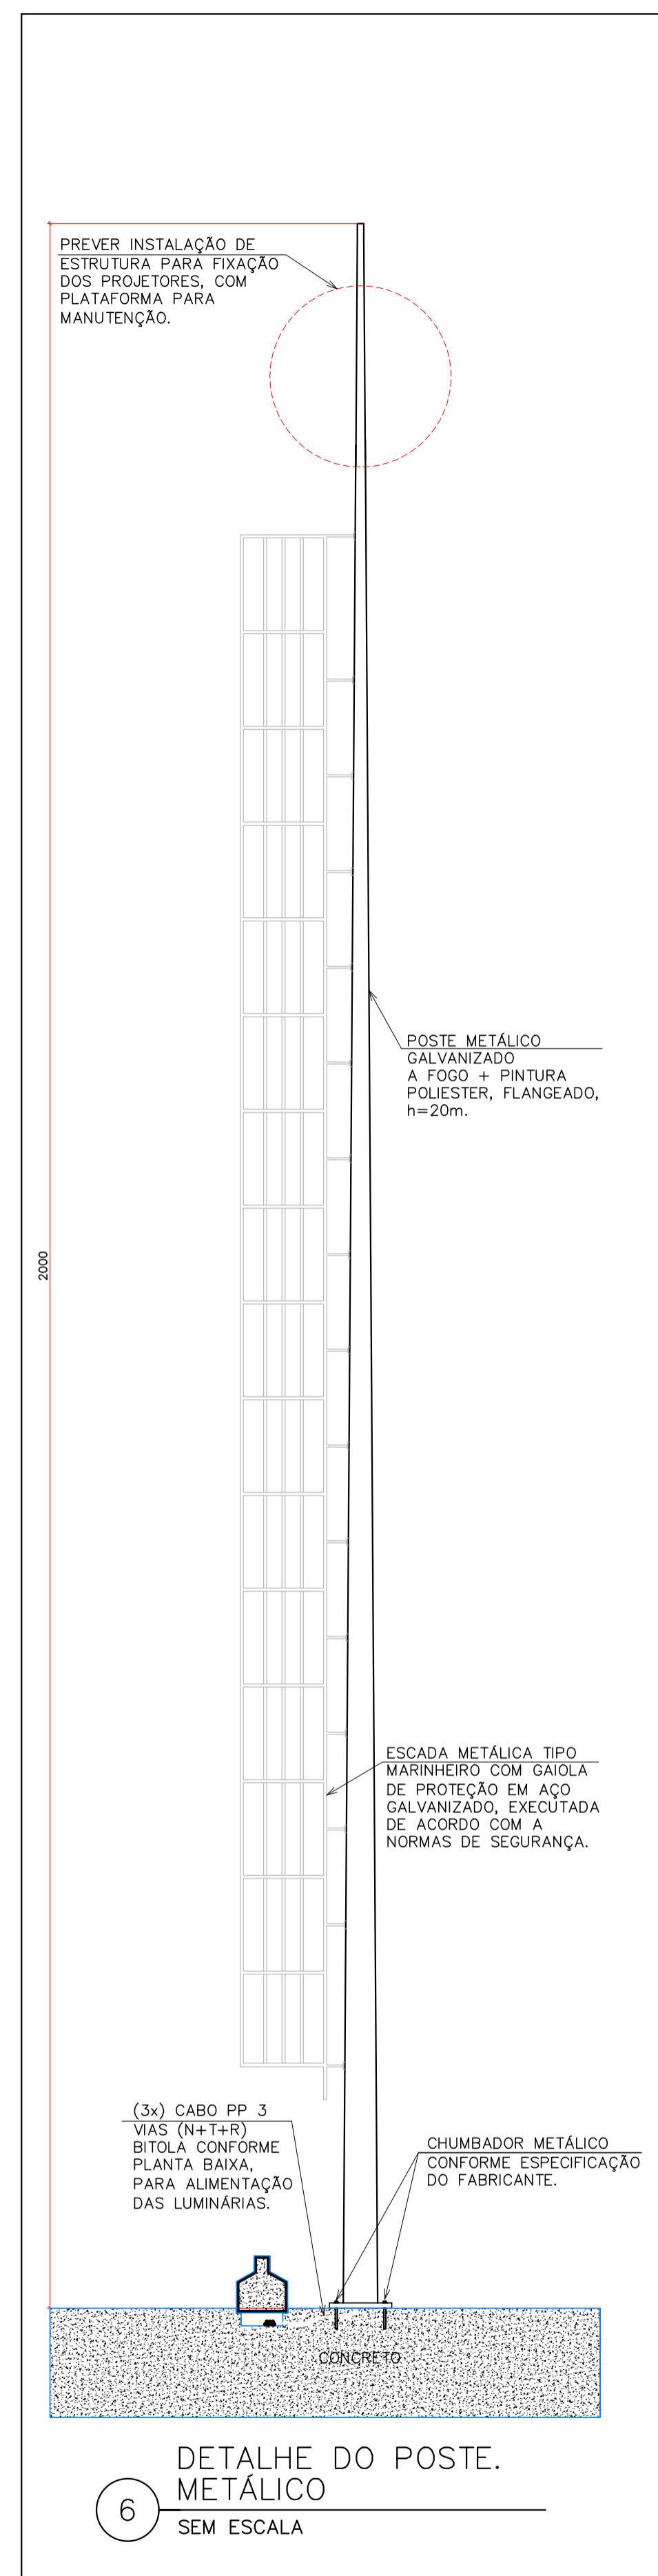 PREVER INSTALAÇÃO DE
ESTRUTURA PARA FIXAÇÃO
DOS PROJETORES, COM
PLATAFORMA PARA
MANUTENÇÃO.
POSTE METÁLICO
GALVANIZADO
A FOGO + PINTURA
POLIESTER, FLANGEADO,
h=20m.
2000
ESCADA METÁLICA TIPO
MARINHEIRO COM GAIOLA
DE PROTEÇÃO EM AÇO
GALVANIZADO, EXECUTADA
DE ACORDO COM A
NORMAS DE SEGURANÇA.
(3x) CABO PP 3
VIAS (N+T+R)
BITOLA CONFORME
PLANTA BAIXA,
PARA ALIMENTAÇÃO
DAS LUMINÁRIAS.
CHUMBADOR METÁLICO
CONFORME ESPECIFICAÇÃO
DO FABRICANTE.
CONCRETO
DETALHE DO POSTE.
METÁLICO
6
SEM ESCALA